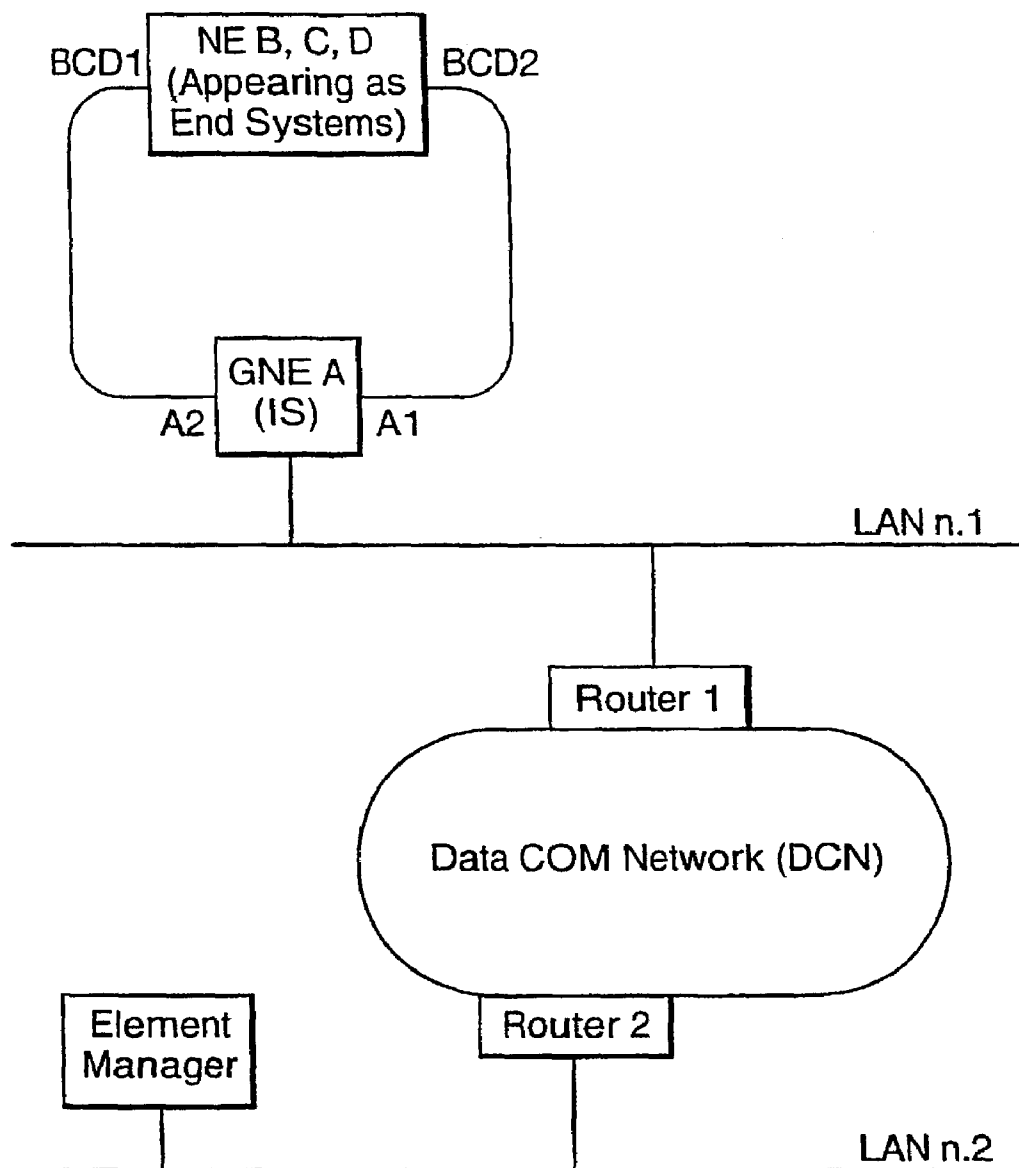 BCD1
NE B, C, D
(Appearing as
End Systems)
BCD2
GNE A
(IS)
A2
A1
LAN n.1
Router 1
Data COM Network (DCN)
Router 2
Element
Manager
LAN n.2